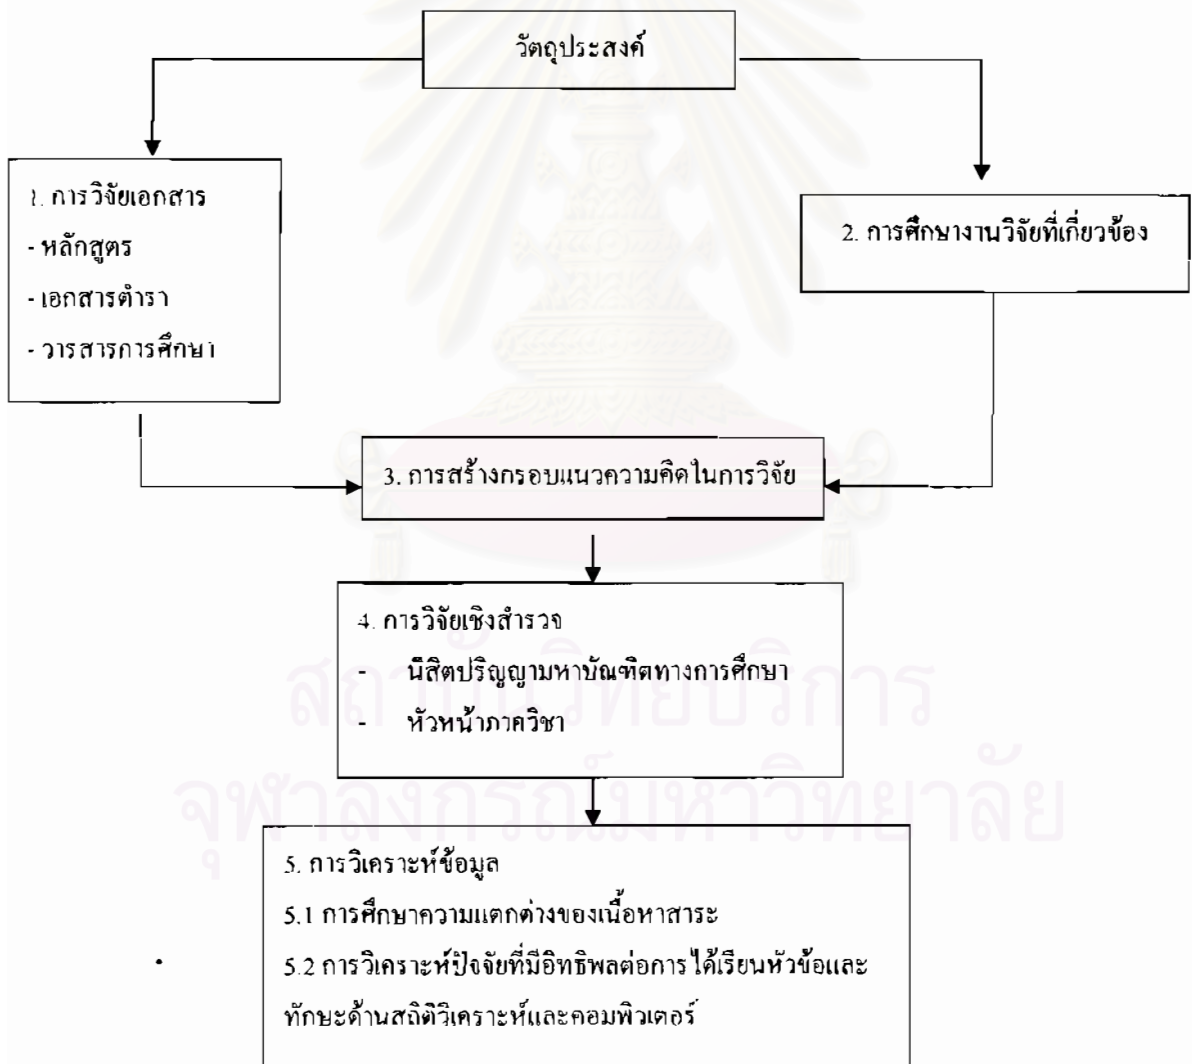 วัตถุประสงค์
1. การวิจัยเอกสาร
- หลักสูตร
- เอกสารตำรา
- วารสารการศึกษา
2. การศึกษางานวิจัยที่เกี่ยวข้อง
3. การสร้างกรอบแนวความคิดในการวิจัย
4. การวิจัยเชิงสำรวจ
- นิสิตปริญญามหาบัณฑิตทางการศึกษา
- หัวหน้าภาควิชา
สถาบันวิทยบริการ
จุฬาลงกรณ์มหาวิทยาลัย
5. การวิเคราะห์ข้อมูล
5.1 การศึกษาความแตกต่างของเนื้อหาสาระ
5.2 การวิเคราะห์ปัจจัยที่มีอิทธิพลต่อการได้เรียนหัวข้อและ
ทักษะด้านสถิติวิเคราะห์และคอมพิวเตอร์